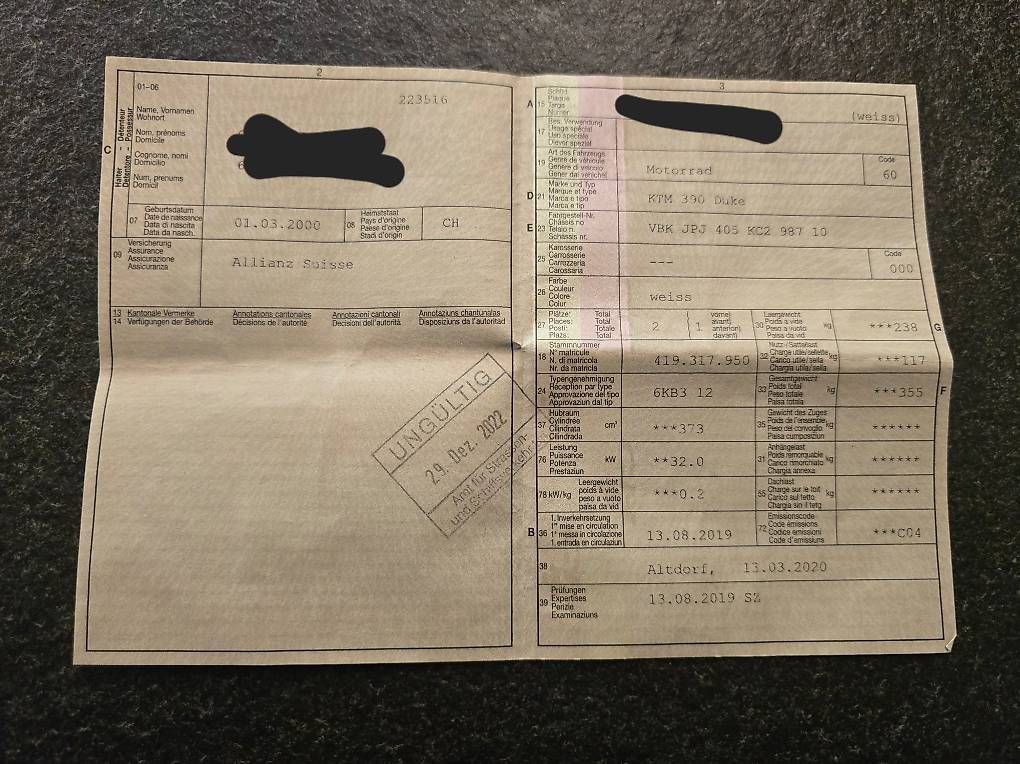 2
01-06
223516
C
Halter - Détenteur
Detentore - Possessur
Name, Vornamen
Wohnort
Nom, prénoms
Domicile
Cognome, nomi
Domicilio
Num, prenums
Domicil
07
Geburtsdatum
Date de naissance
Data di nascita
Data da nasch.
01.03.2000
08
Heimatstaat
Pays d'origine
Paese d'origine
Stadi d'origin
CH
09
Versicherung
Assurance
Assicurazione
Assicuranza
Allianz Suisse
13 Kantonale Vermerke Annotations cantonales Annotazioni cantonali Annotaziuns chantunalas
14 Verfügungen der Behörde Décisions de l'autorité Decisioni dell'autorità Disposiziuns da l'autoritad
UNGÜLTIG
29. Dez. 2022
Amt für Strassen-
und Schiffsverkehr
3
A 15
Schild
Plaque
Targa
Numer
(weiss)
17
Bes. Verwendung
Usage spécial
Uso speciale
Diever spezial
19
Art des Fahrzeugs
Genre de véhicule
Genere di veicolo
Gener dal vehichel
Motorrad
Code
60
D 21
Marke und Typ
Marque et type
Marca e tipo
Marca e tip
KTM 390 Duke
E 23
Fahrgestell-Nr.
Châssis no
Telaio n.
Schassis nr.
VBK JPJ 405 KC2 987 10
25
Karosserie
Carrosserie
Carrozzeria
Carossaria
---
Code
000
26
Farbe
Couleur
Colore
Colur
weiss
27
Plätze: Total
Places: Total
Posti: Totale
Plazs: Total
2
1
vorne
avant
anteriori
davant
30
Leergewicht
Poids à vide
Peso a vuoto
Paisa da vid
kg
***238
G
18
Stammnummer
N° matricule
N. di matricola
Nr. da matricla
419.317.950
32
Nutz-/Sattellast
Charge utile/sellette
Carico utile/sella
Chargia utila/sella
kg
***117
24
Typengenehmigung
Réception par type
Approvazione del tipo
Approvaziun dal tip
6KB3 12
33
Gesamtgewicht
Poids total
Peso totale
Paisa totala
kg
***355
F
37
Hubraum
Cylindrée
Cilindrata
Cilindrada
cm³
***373
35
Gewicht des Zuges
Poids de l'ensemble
Peso del convoglio
Paisa cumposiziun
kg
******
76
Leistung
Puissance
Potenza
Prestaziun
kW
**32.0
31
Anhängelast
Poids remorquable
Carico rimorchiato
Chargia annexa
kg
******
78 kW/kg
Leergewicht
poids à vide
peso a vuoto
paisa da vid
***0.2
55
Dachlast
Charge sur le toit
Carico sul tetto
Chargia sin il tetg
kg
******
B 36
1. Inverkehrsetzung
1re mise en circulation
1a messa in circolazione
1. entrada en circulaziun
13.08.2019
72
Emissionscode
Code émissions
Codice emissioni
Code d'emissiuns
***C04
38
Altdorf, 13.03.2020
39
Prüfungen
Expertises
Perizie
Examinaziuns
13.08.2019 SZ